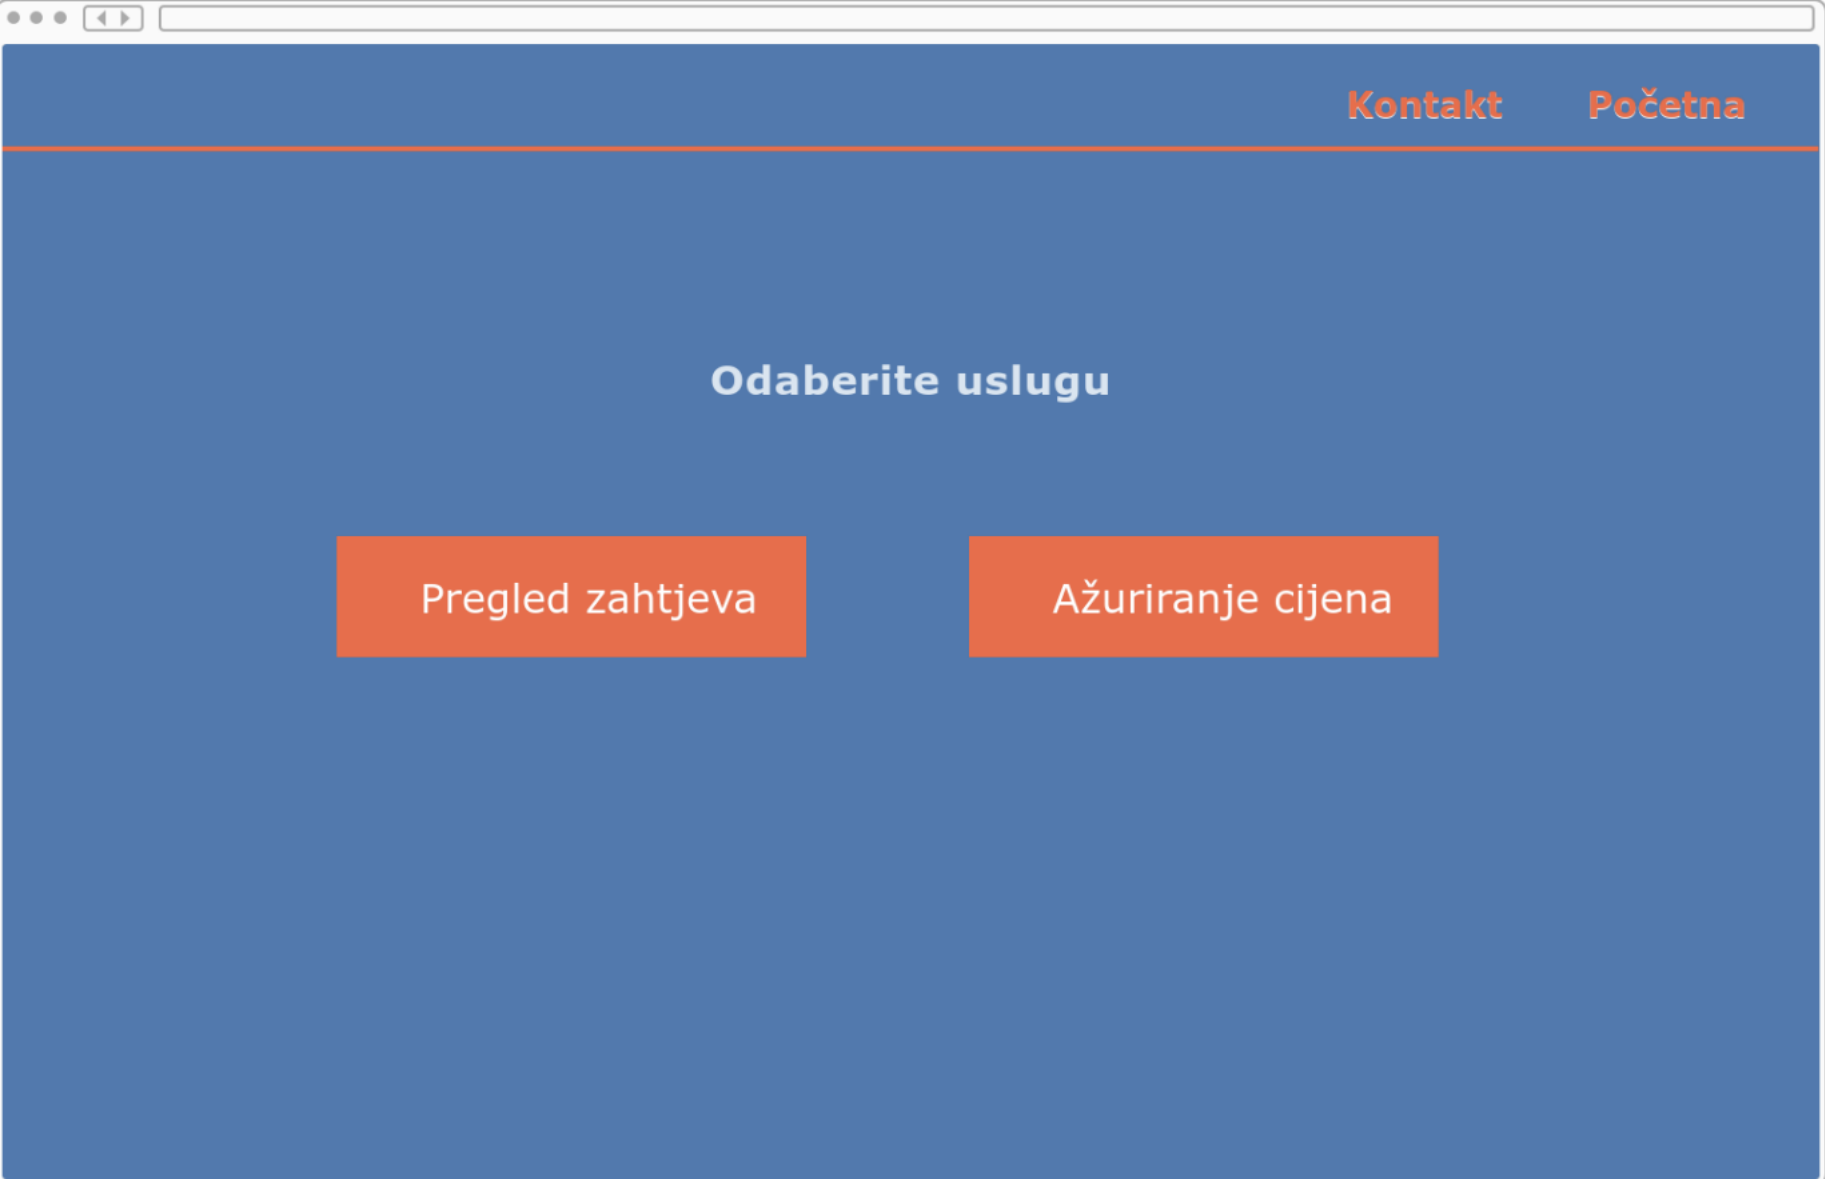 Kontakt Početna
Odaberite uslugu
Pregled zahtjeva
Ažuriranje cijena